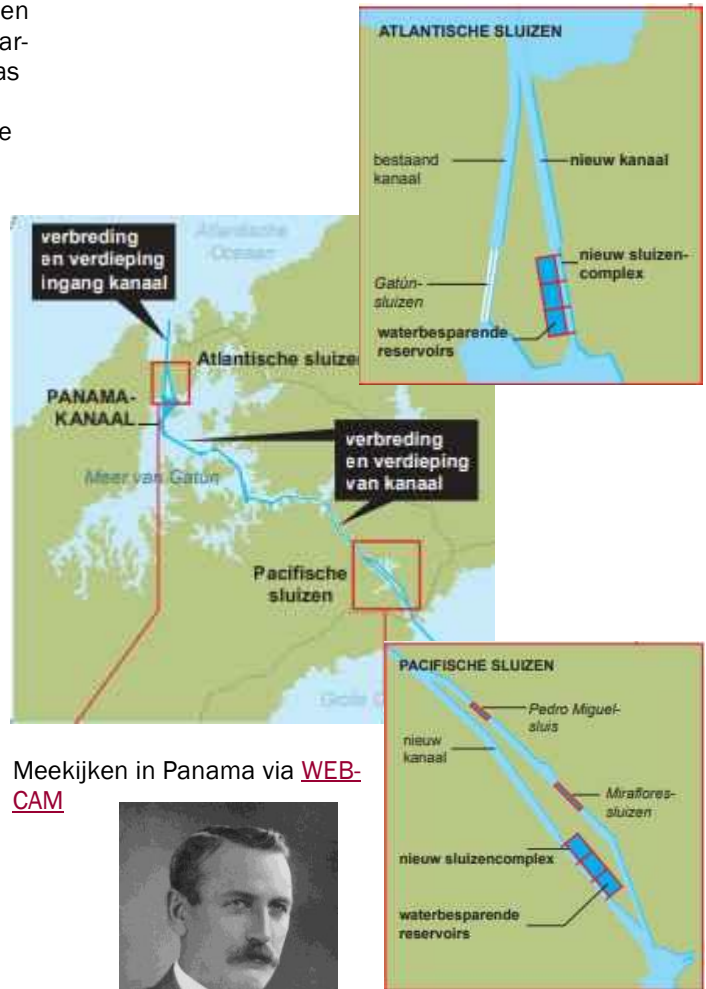 en
ar-
as
e
ATLANTISCHE SLUIZEN
bestaand
kanaal
nieuw kanaal
nieuw sluizen-
complex
Gatún-
sluizen
waterbesparende
reservoirs
Atlantische
Oceaan
verbreding
en verdieping
ingang kanaal
Atlantische sluize
PANAMA-
KANAAL
verbreding
en verdieping
van kanaal
Meer van Gatún
Pacifische
sluizen
PACIFISCHE SLUIZEN
Pedro Miguel-
sluis
nieuw
kanaal
Miraflores-
sluizen
nieuw sluizencomplex
waterbesparende
reservoirs
Meekijken in Panama via WEB-
CAM